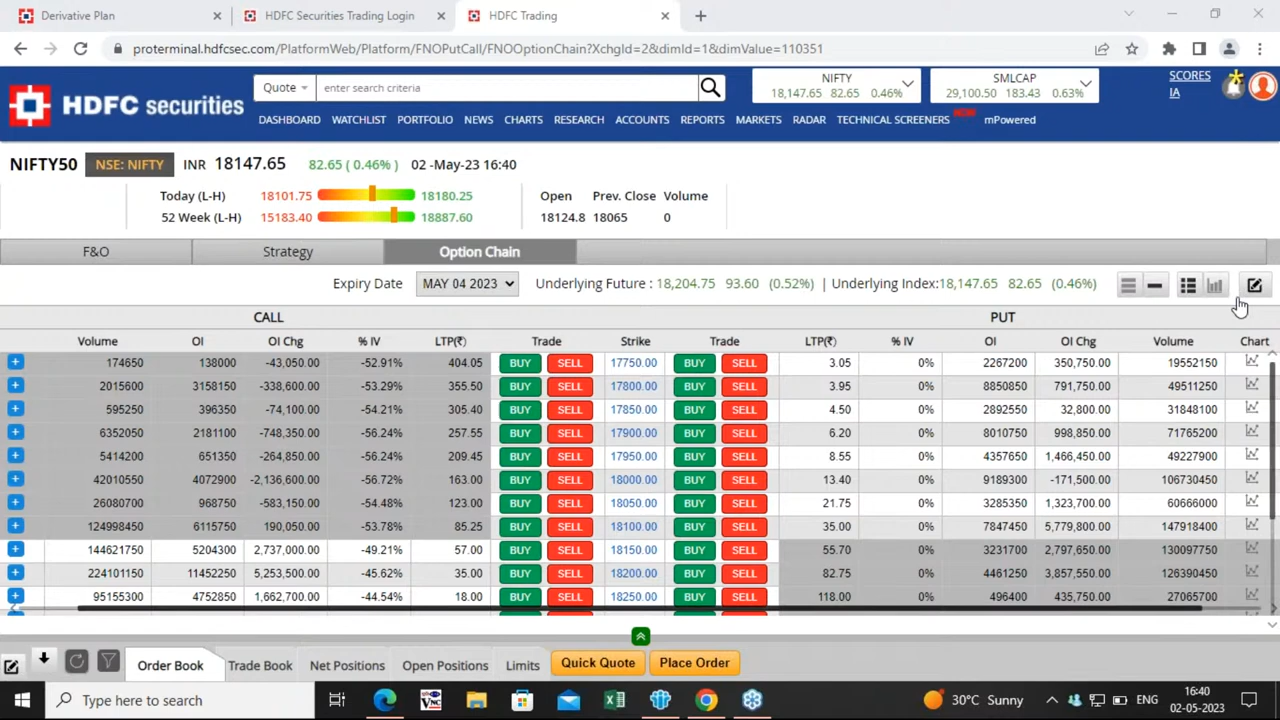 Derivative Plan
HDFC Securities Trading Login
HDFC Trading
proterminal.hdfcsec.com/PlatformWeb/Platform/FNOPutCall/FNOOptionChain?XchgId=2&dimId=1&dimValue=110351
HDFC securities
Quote
enter search criteria
NIFTY
18,147.65 82.65 0.46%
SMLCAP
29,100.50 183.43 0.63%
SCORES
IA
DASHBOARD WATCHLIST PORTFOLIO NEWS CHARTS RESEARCH ACCOUNTS REPORTS MARKETS RADAR TECHNICAL SCREENERS mPowered
NIFTY50 NSE: NIFTY INR 18147.65 82.65 ( 0.46% ) 02 -May-23 16:40
Today (L-H) 18101.75 18180.25 Open Prev. Close Volume
52 Week (L-H) 15183.40 18887.60 18124.8 18065 0
F&O Strategy Option Chain
Expiry Date MAY 04 2023 Underlying Future : 18,204.75 93.60 (0.52%) | Underlying Index:18,147.65 82.65 (0.46%)
CALL PUT
Volume OI OI Chg % IV LTP(₹) Trade Strike Trade LTP(₹) % IV OI OI Chg Volume Chart
174650 138000 -43,050.00 -52.91% 404.05 BUY SELL 17750.00 BUY SELL 3.05 0% 2267200 350,750.00 19552150
2015600 3158150 -338,600.00 -53.29% 355.50 BUY SELL 17800.00 BUY SELL 3.95 0% 8850850 791,750.00 49511250
595250 396350 -74,100.00 -54.21% 305.40 BUY SELL 17850.00 BUY SELL 4.50 0% 2892550 32,800.00 31848100
6352050 2181100 -748,350.00 -56.24% 257.55 BUY SELL 17900.00 BUY SELL 6.20 0% 8010750 998,850.00 71765200
5414200 651350 -264,850.00 -56.24% 209.45 BUY SELL 17950.00 BUY SELL 8.55 0% 4357650 1,466,450.00 49227900
42010550 4072900 -2,136,600.00 -56.72% 163.00 BUY SELL 18000.00 BUY SELL 13.40 0% 9189300 -171,500.00 106730450
26080700 968750 -583,150.00 -54.48% 123.00 BUY SELL 18050.00 BUY SELL 21.75 0% 3285350 1,323,700.00 60666000
124998450 6115750 190,050.00 -53.78% 85.25 BUY SELL 18100.00 BUY SELL 35.00 0% 7847450 5,779,800.00 147918400
144621750 5204300 2,737,000.00 -49.21% 57.00 BUY SELL 18150.00 BUY SELL 55.70 0% 3231700 2,797,650.00 130097750
224101150 11452250 5,253,500.00 -45.62% 35.00 BUY SELL 18200.00 BUY SELL 82.75 0% 4461250 3,857,550.00 126390450
95155300 4752850 1,662,700.00 -44.54% 18.00 BUY SELL 18250.00 BUY SELL 118.00 0% 496400 435,750.00 27065700
Order Book Trade Book Net Positions Open Positions Limits Quick Quote Place Order
Type here to search
30°C Sunny
ENG
16:40
02-05-2023